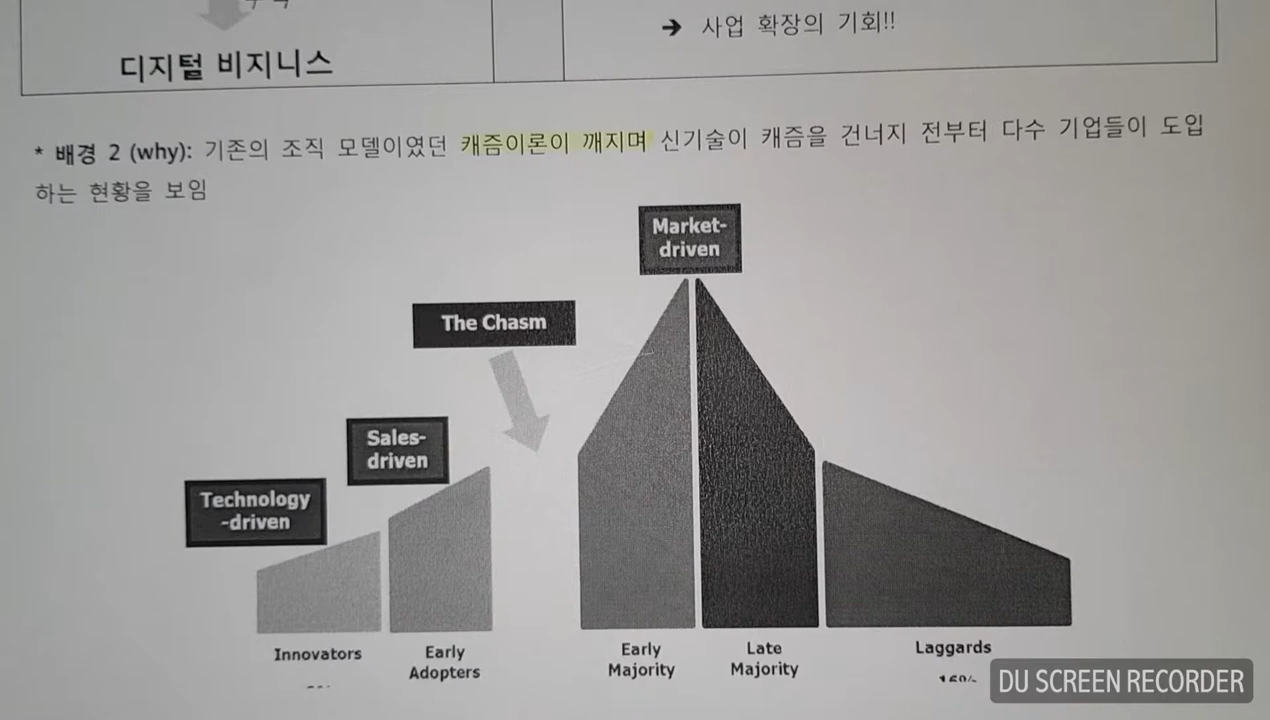 → 사업 확장의 기회!!
디지털 비지니스
* 배경 2 (why): 기존의 조직 모델이였던 캐즘이론이 깨지며 신기술이 캐즘을 건너지 전부터 다수 기업들이 도입
하는 현황을 보임
Market-
driven
The Chasm
Sales-
driven
Technology
-driven
Innovators
Early
Adopters
Early
Majority
Late
Majority
Laggards
DU SCREEN RECORDER